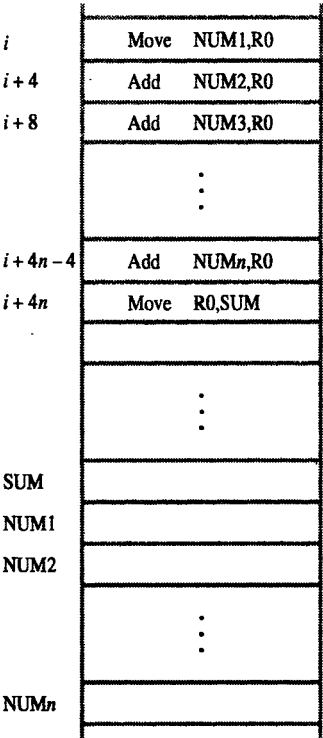 i Move NUM1,R0
i + 4 Add NUM2,R0
i + 8 Add NUM3,R0
i + 4n − 4 Add NUMn,R0
i + 4n Move R0,SUM
SUM
NUM1
NUM2
NUMn